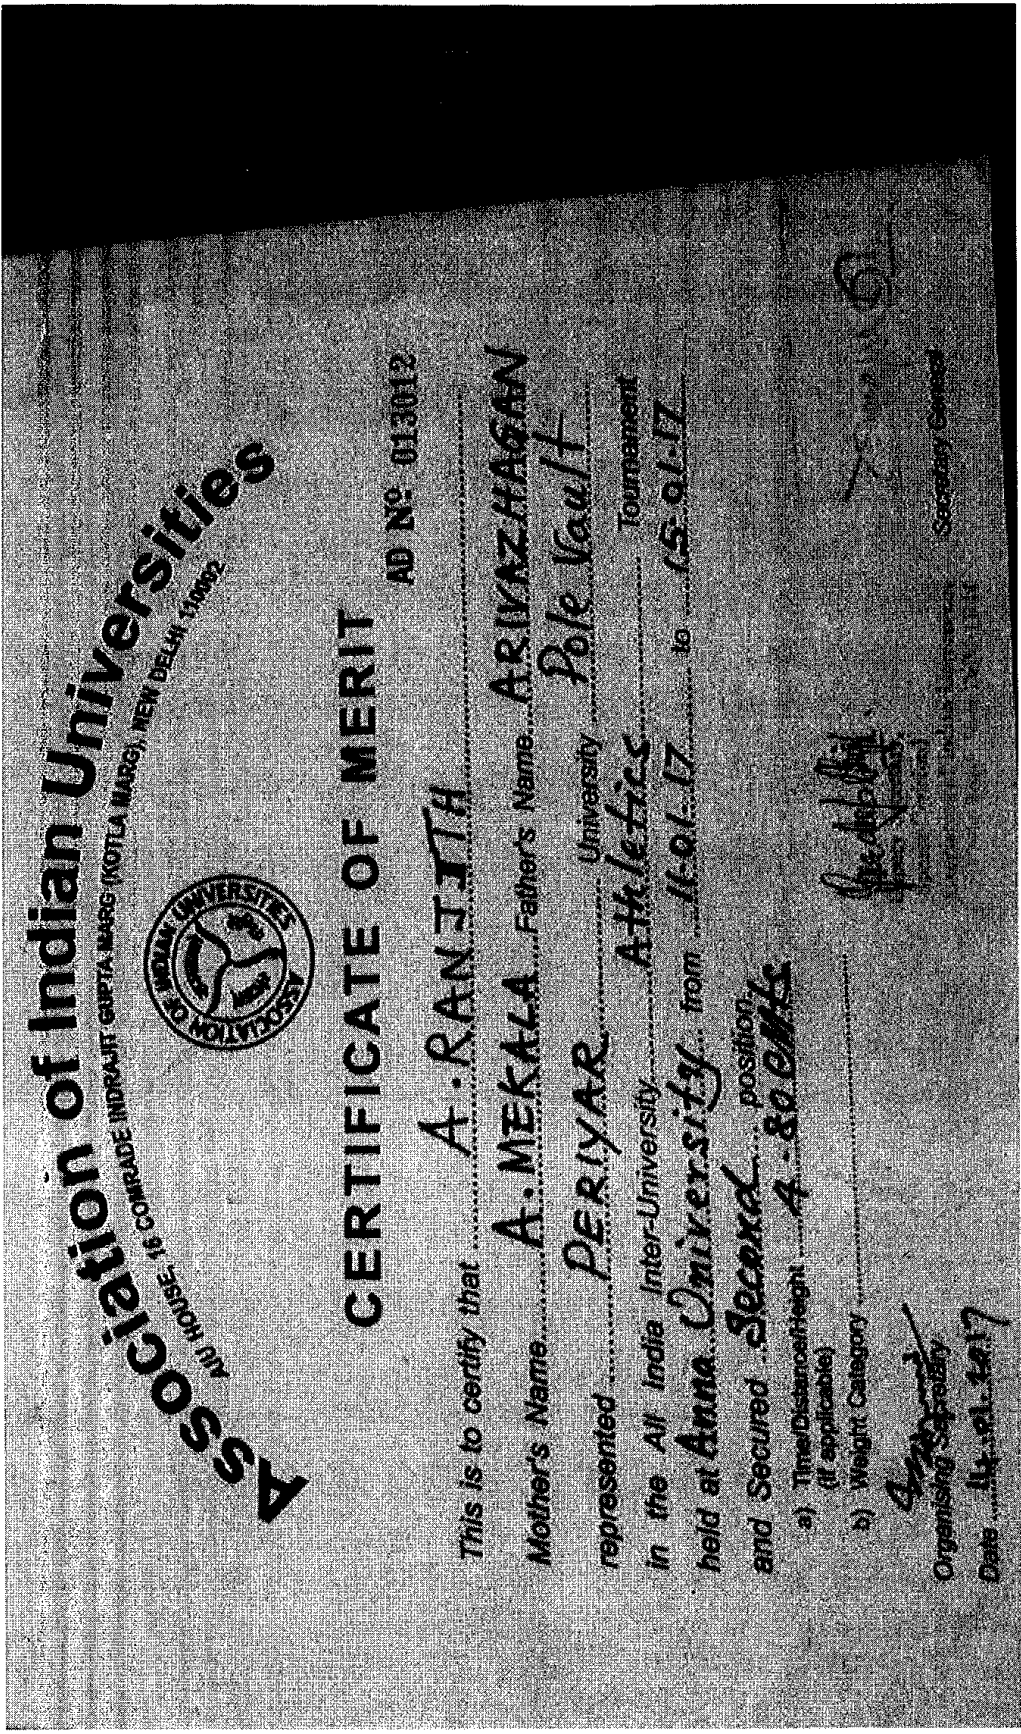 Association of Indian Universities
AIU HOUSE, 16 COMRADE INDRAJIT GUPTA MARG (KOTLA MARG), NEW DELHI 110002
ASSOCIATION OF INDIAN UNIVERSITIES
CERTIFICATE OF MERIT
AD Nº 013012
This is to certify that A. RANJITH
Mother's Name A. MEKALA Father's Name ARIVAZHAGAN
represented PERIYAR University Pole Vault
in the All India Inter-University Athletics Tournament
held at Anna University from 11-01-17 to 15-01-17
and Secured Second position
a) Time/Distance/Height 4-80 CMts
(If applicable)
b) Weight Category
Organising Secretary
Secretary General
Date 14.01.2017